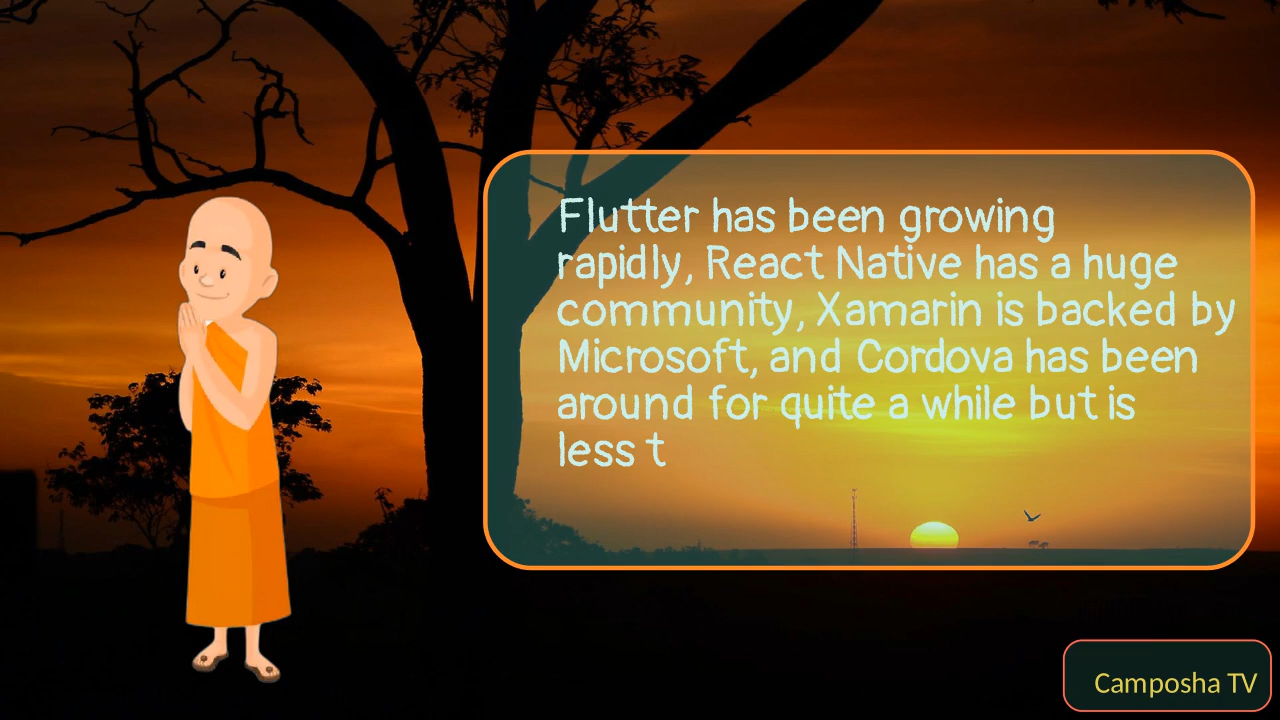 Flutter has been growing
rapidly, React Native has a huge
community, Xamarin is backed by
Microsoft, and Cordova has been
around for quite a while but is
less t
Camposha TV